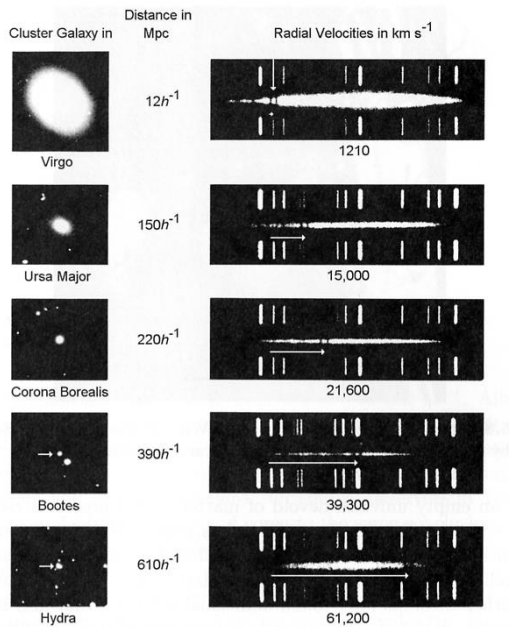 Cluster Galaxy in
Distance in
Mpc
Radial Velocities in km s⁻¹
Virgo
12h⁻¹
1210
Ursa Major
150h⁻¹
15,000
Corona Borealis
220h⁻¹
21,600
Bootes
390h⁻¹
39,300
Hydra
610h⁻¹
61,200